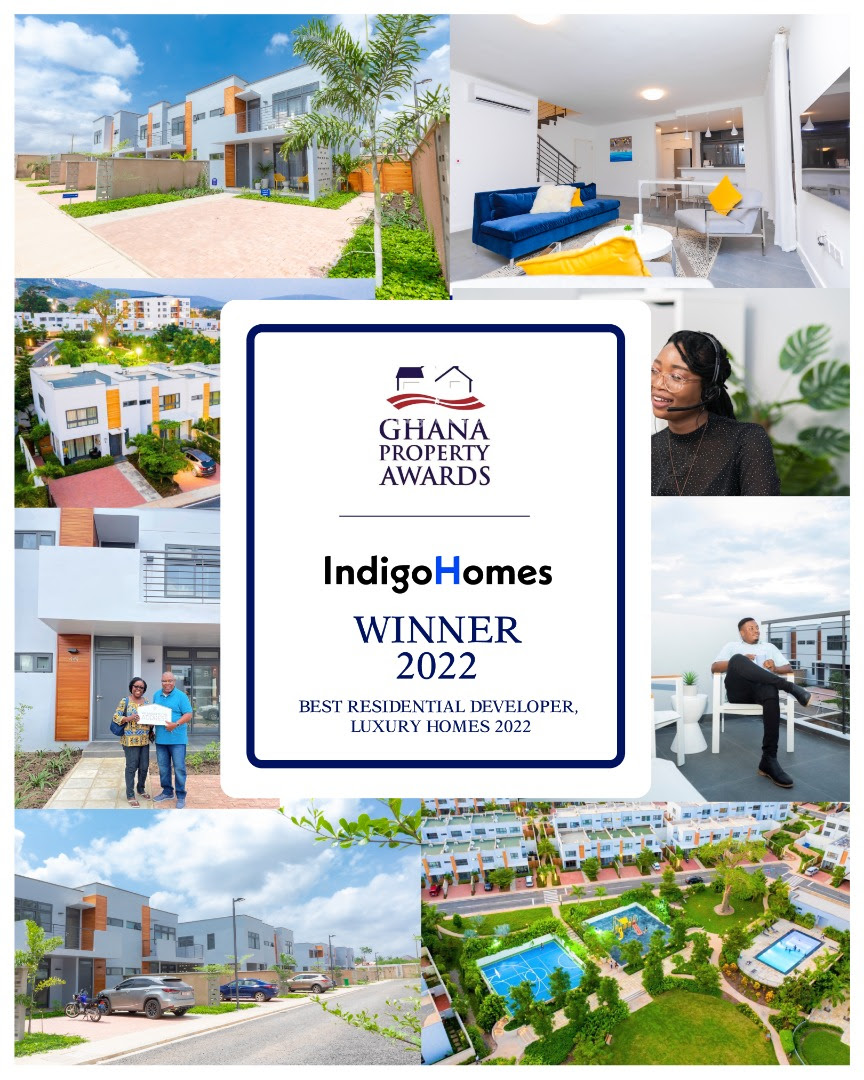 GHANA
PROPERTY
AWARDS
IndigoHomes
WINNER
2022
BEST RESIDENTIAL DEVELOPER,
LUXURY HOMES 2022